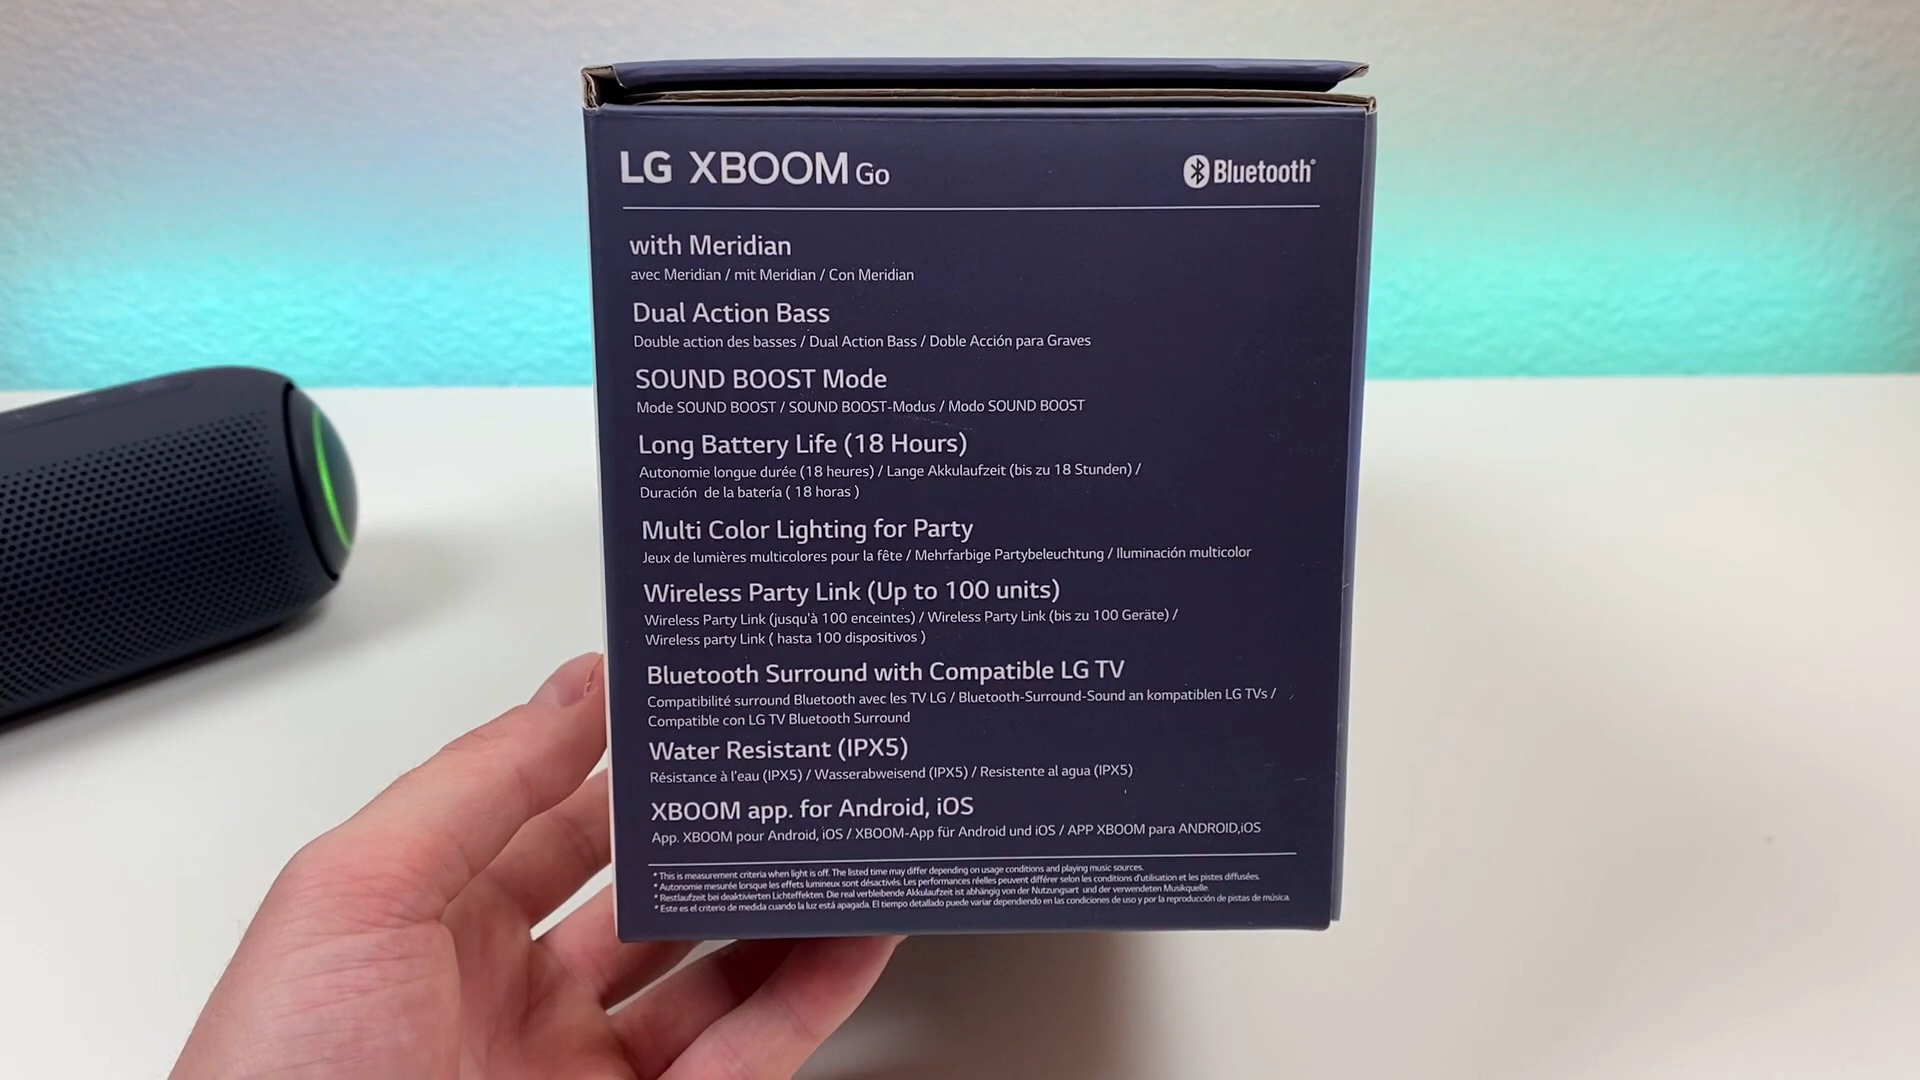 LG XBOOM Go
Bluetooth®
with Meridian
avec Meridian / mit Meridian / Con Meridian
Dual Action Bass
Double action des basses / Dual Action Bass / Doble Acción para Graves
SOUND BOOST Mode
Mode SOUND BOOST / SOUND BOOST-Modus / Modo SOUND BOOST
Long Battery Life (18 Hours)
Autonomie longue durée (18 heures) / Lange Akkulaufzeit (bis zu 18 Stunden) /
Duración de la batería ( 18 horas )
Multi Color Lighting for Party
Jeux de lumières multicolores pour la fête / Mehrfarbige Partybeleuchtung / Iluminación multicolor
Wireless Party Link (Up to 100 units)
Wireless Party Link (jusqu'à 100 enceintes) / Wireless Party Link (bis zu 100 Geräte) /
Wireless party Link ( hasta 100 dispositivos )
Bluetooth Surround with Compatible LG TV
Compatibilité surround Bluetooth avec les TV LG / Bluetooth-Surround-Sound an kompatiblen LG TVs /
Compatible con LG TV Bluetooth Surround
Water Resistant (IPX5)
Résistance à l'eau (IPX5) / Wasserabweisend (IPX5) / Resistente al agua (IPX5)
XBOOM app. for Android, iOS
App. XBOOM pour Android, iOS / XBOOM-App für Android und iOS / APP XBOOM para ANDROID,iOS
* This is measurement criteria when light is off. The listed time may differ depending on usage conditions and playing music sources.
* Autonomie mesurée lorsque les effets lumineux sont désactivés. Les performances réelles peuvent différer selon les conditions d'utilisation et les pistes diffusées.
* Restlaufzeit bei deaktivierten Lichteffekten. Die real verbleibende Akkulaufzeit ist abhängig von der Nutzungsart und der verwendeten Musikquelle.
* Este es el criterio de medida cuando la luz está apagada. El tiempo detallado puede variar dependiendo en las condiciones de uso y por la reproducción de pistas de música.